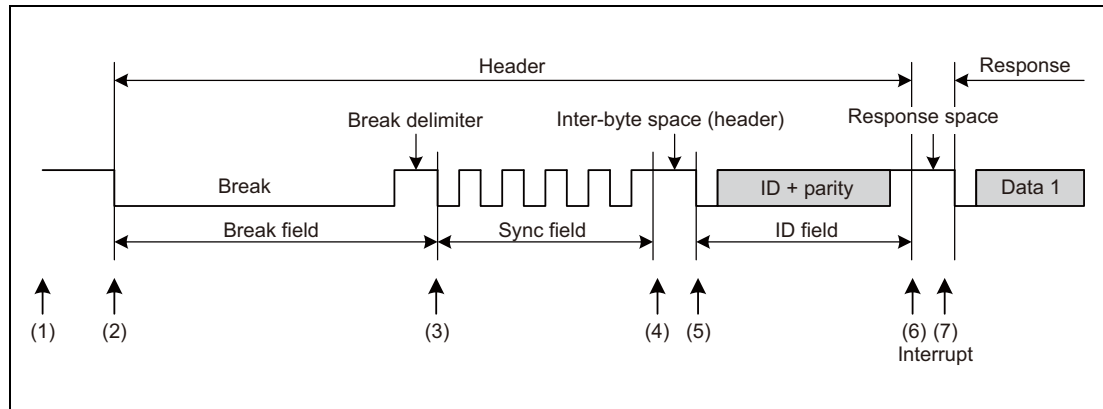 Header
Response
Break delimiter
Inter-byte space (header)
Response space
Break
ID + parity
Data 1
Break field
Sync field
ID field
(1)
(2)
(3)
(4)
(5)
(6)
(7)
Interrupt